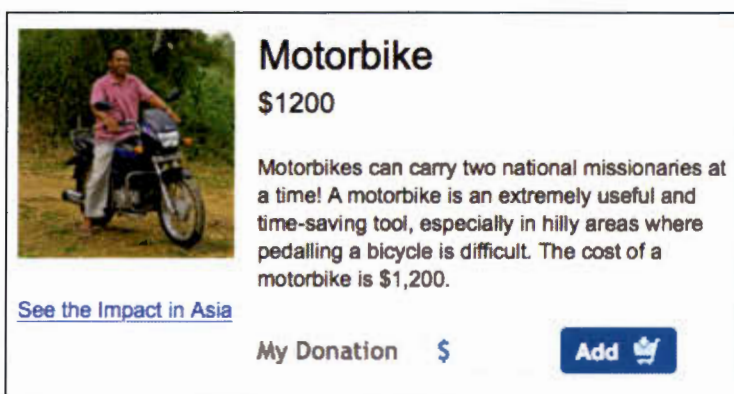 Motorbike
$1200
Motorbikes can carry two national missionaries at
a time! A motorbike is an extremely useful and
time-saving tool, especially in hilly areas where
pedalling a bicycle is difficult. The cost of a
motorbike is $1,200.
See the Impact in Asia
My Donation $ Add